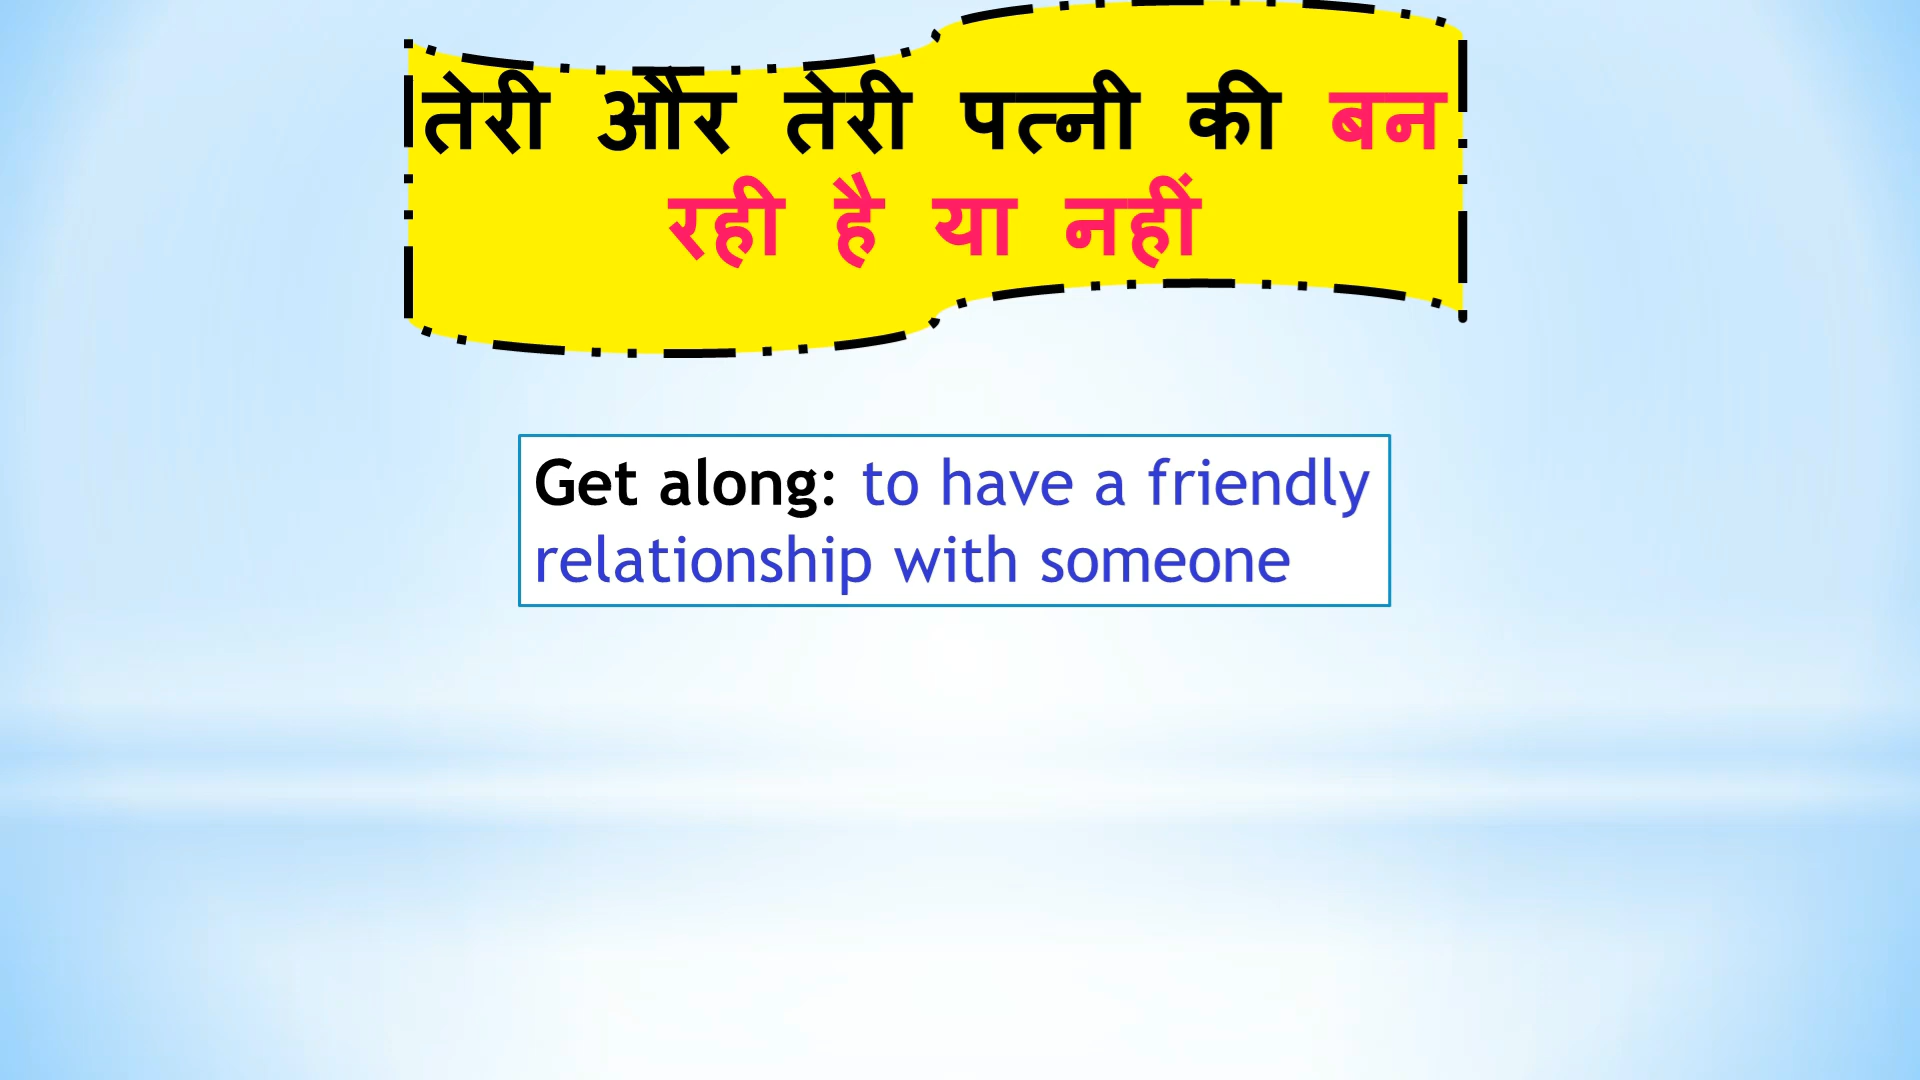 तेरी और तेरी पत्नी की बन
रही है या नहीं
Get along: to have a friendly
relationship with someone